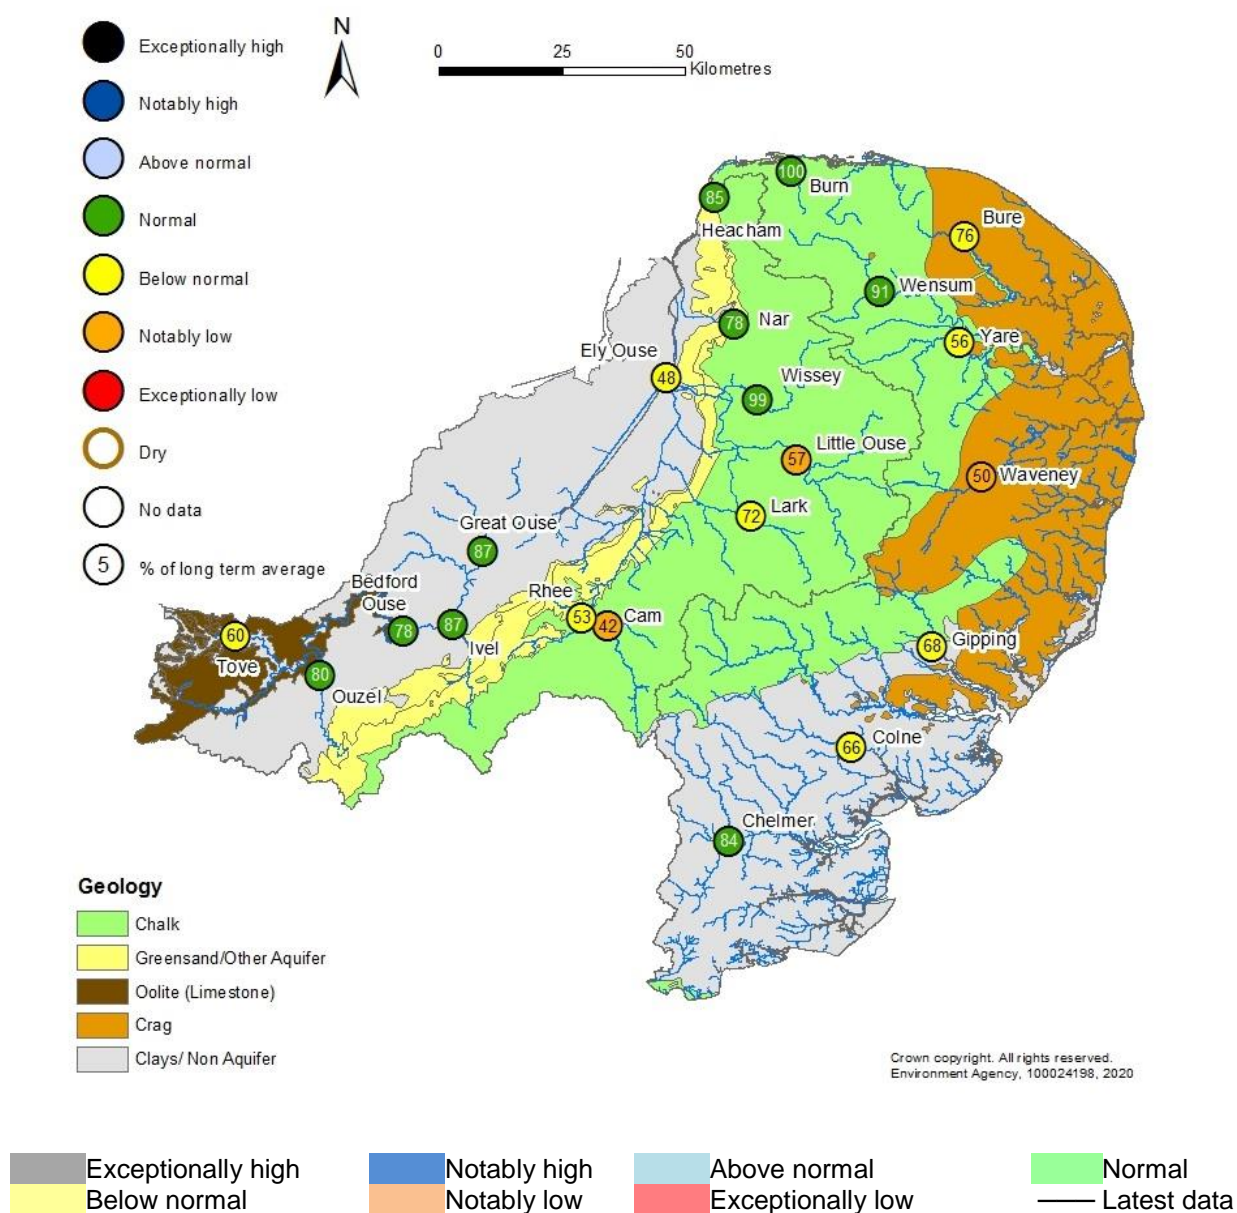 N
0 25 50
Kilometres
Exceptionally high
Notably high
Above normal
Normal
Below normal
Notably low
Exceptionally low
Dry
No data
5 % of long term average
100
Burn
85
Heacham
Bure
76
91
Wensum
78
Nar
56
Yare
Ely Ouse
48
Wissey
99
Little Ouse
57
50
Waveney
72
Lark
Great Ouse
87
Bedford
Ouse
78
87
Ivel
Rhee
53
42
Cam
60
Tove
80
Ouzel
68
Gipping
66
Colne
Chelmer
84
Geology
Chalk
Greensand/Other Aquifer
Oolite (Limestone)
Crag
Clays/ Non Aquifer
Crown copyright. All rights reserved.
Environment Agency, 100024198, 2020
Exceptionally high Notably high Above normal Normal
Below normal Notably low Exceptionally low Latest data